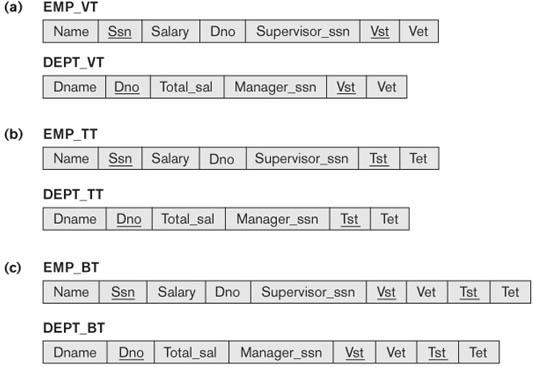 (a) EMP_VT
Name Ssn Salary Dno Supervisor_ssn Vst Vet
DEPT_VT
Dname Dno Total_sal Manager_ssn Vst Vet
(b) EMP_TT
Name Ssn Salary Dno Supervisor_ssn Tst Tet
DEPT_TT
Dname Dno Total_sal Manager_ssn Tst Tet
(c) EMP_BT
Name Ssn Salary Dno Supervisor_ssn Vst Vet Tst Tet
DEPT_BT
Dname Dno Total_sal Manager_ssn Vst Vet Tst Tet